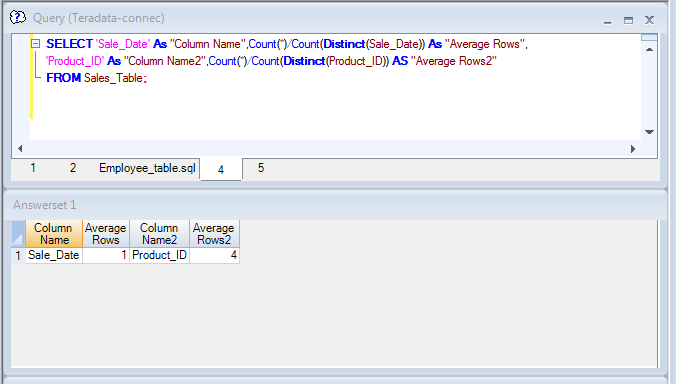 Query (Teradata-connec)
SELECT 'Sale_Date' As "Column Name",Count(*)/Count(Distinct(Sale_Date)) As "Average Rows",
'Product_ID' As "Column Name2",Count(*)/Count(Distinct(Product_ID)) AS "Average Rows2"
FROM Sales_Table;
1 2 Employee_table.sql 4 5
Answerset 1
Column Name Average Rows Column Name2 Average Rows2
1 Sale_Date 1 Product_ID 4